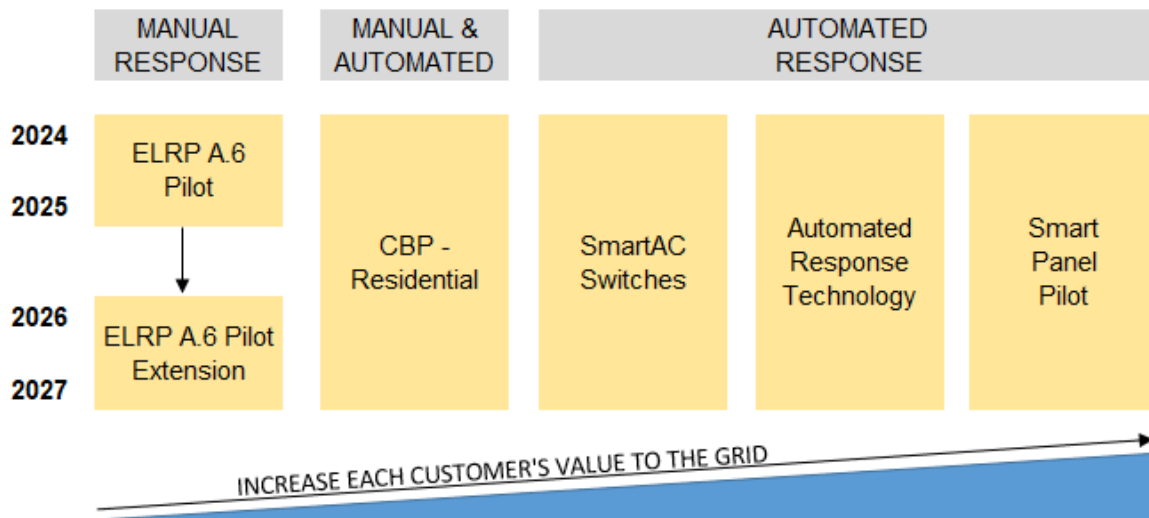 MANUAL
RESPONSE
MANUAL &
AUTOMATED
AUTOMATED
RESPONSE
2024
2025
2026
2027
ELRP A.6
Pilot
ELRP A.6 Pilot
Extension
CBP -
Residential
SmartAC
Switches
Automated
Response
Technology
Smart
Panel
Pilot
INCREASE EACH CUSTOMER'S VALUE TO THE GRID